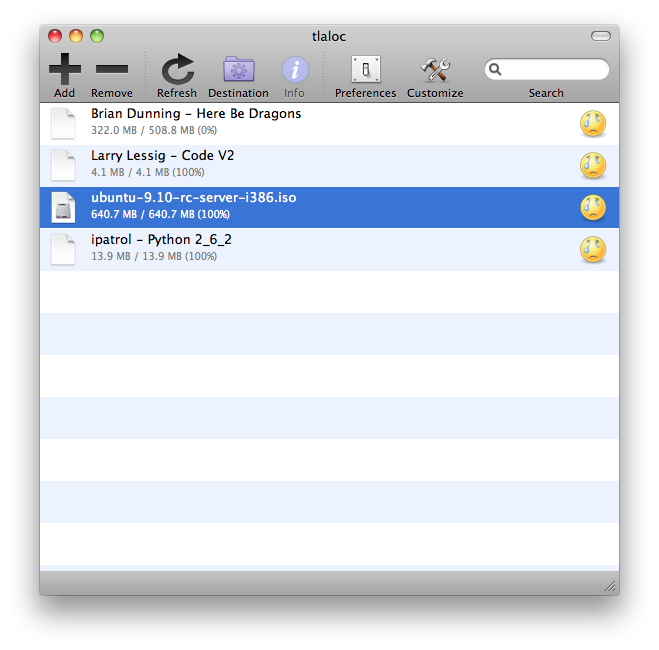 tlaloc
Add Remove Refresh Destination Info Preferences Customize Search
Brian Dunning – Here Be Dragons
322.0 MB / 508.8 MB (0%)
Larry Lessig – Code V2
4.1 MB / 4.1 MB (100%)
ubuntu-9.10-rc-server-i386.iso
640.7 MB / 640.7 MB (100%)
ipatrol – Python 2_6_2
13.9 MB / 13.9 MB (100%)